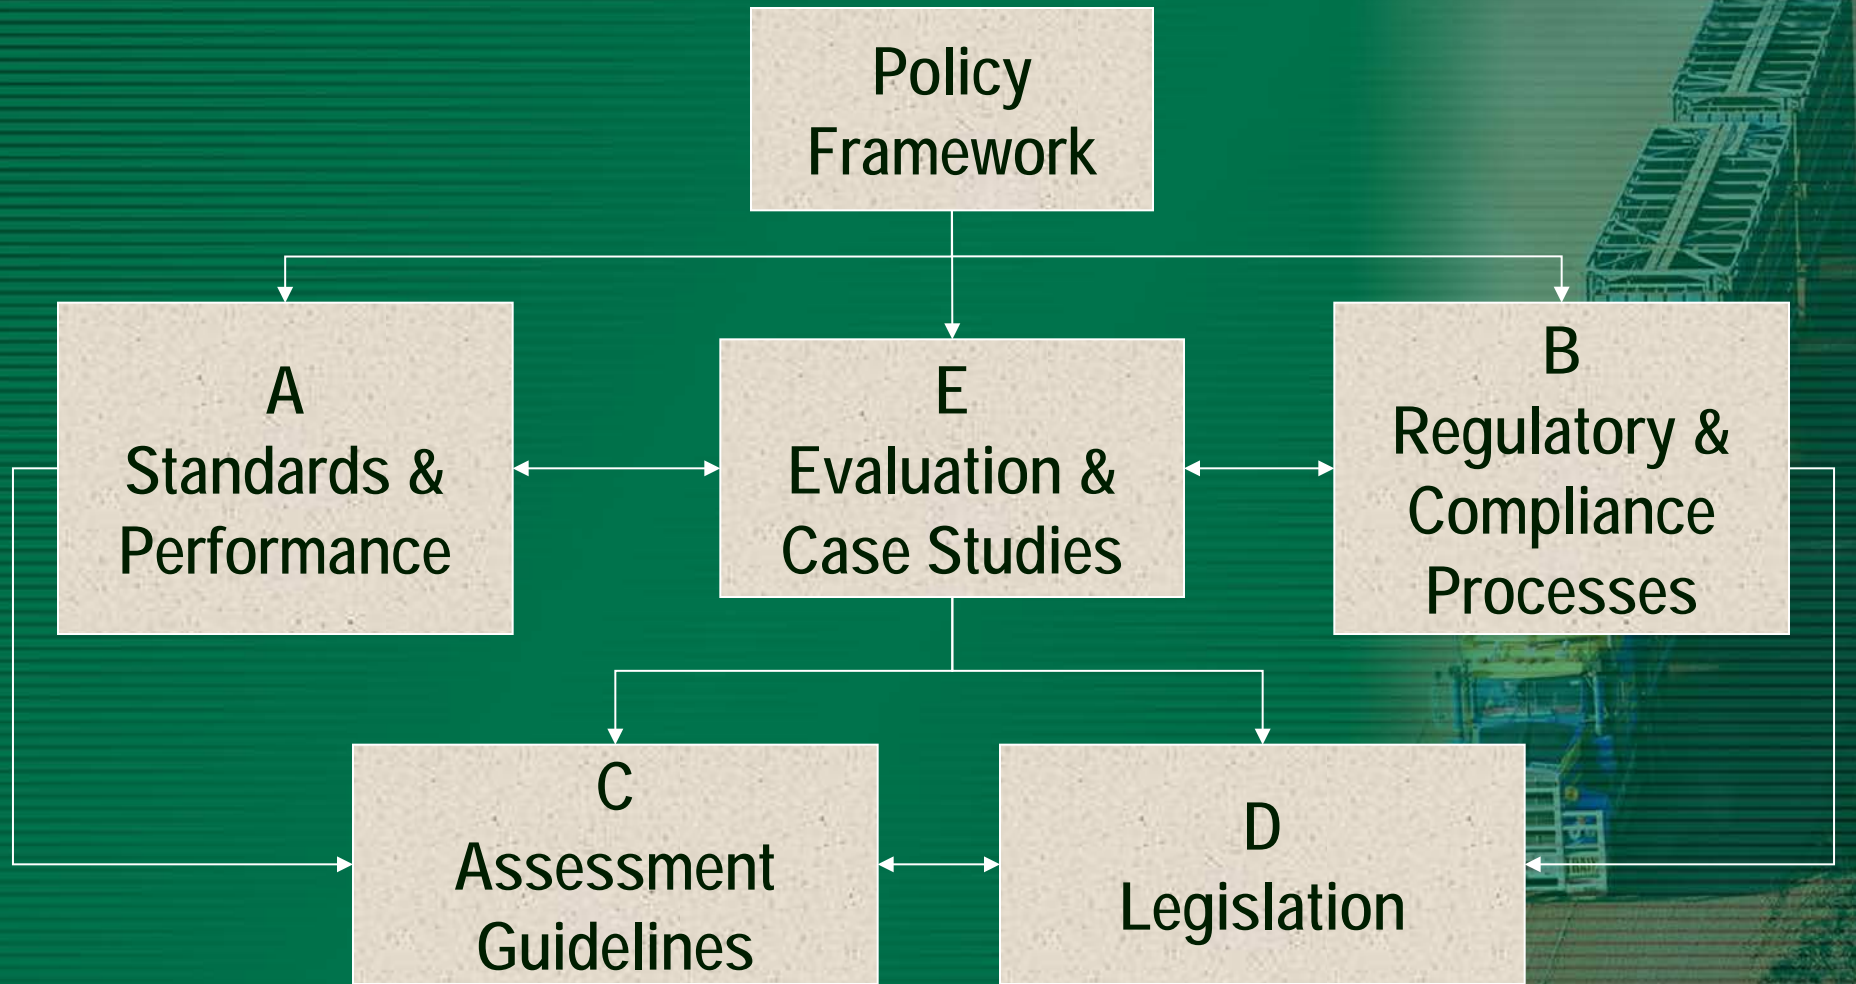 Policy
Framework
A
Standards &
Performance
E
Evaluation &
Case Studies
B
Regulatory &
Compliance
Processes
C
Assessment
Guidelines
D
Legislation